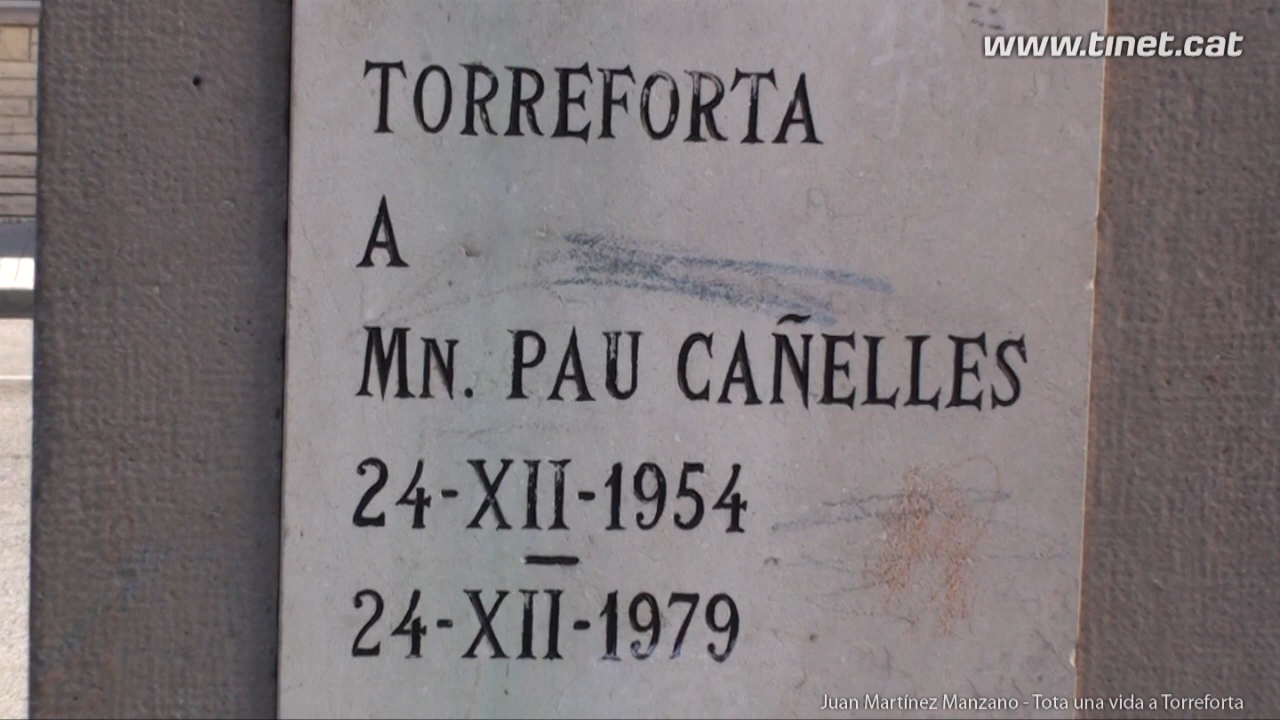 www.tinet.cat
TORREFORTA
A
MN. PAU CAÑELLES
24-XII-1954
—
24-XII-1979
Juan Martínez Manzano - Tota una vida a Torreforta